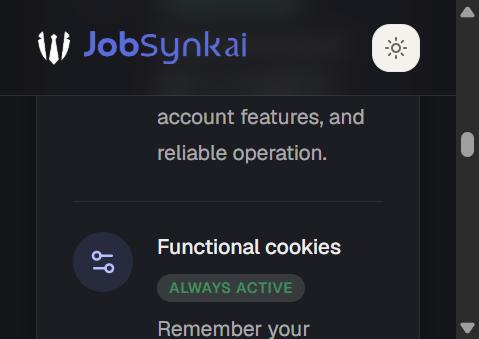 JobSynkai
account features, and
reliable operation.
Functional cookies
ALWAYS ACTIVE
Remember your